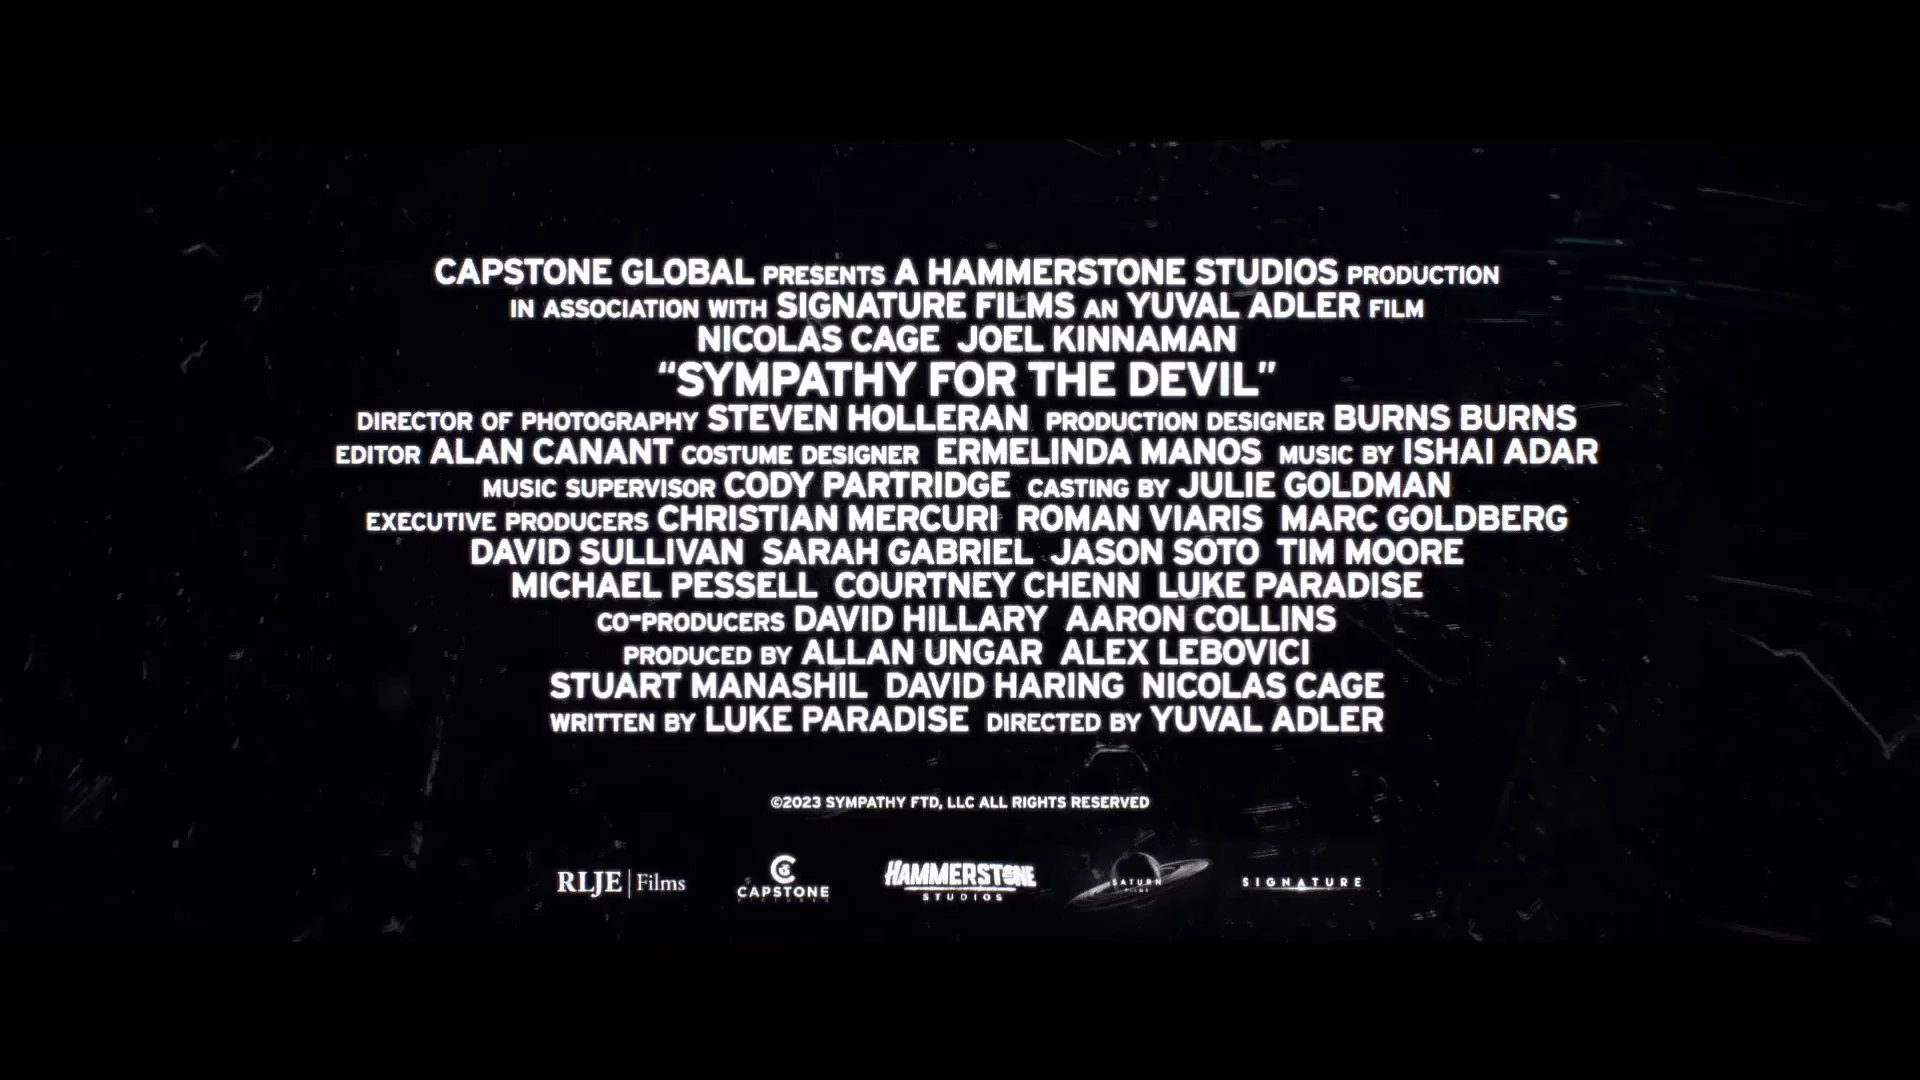 CAPSTONE GLOBAL PRESENTS A HAMMERSTONE STUDIOS PRODUCTION
IN ASSOCIATION WITH SIGNATURE FILMS AN YUVAL ADLER FILM
NICOLAS CAGE JOEL KINNAMAN
“SYMPATHY FOR THE DEVIL”
DIRECTOR OF PHOTOGRAPHY STEVEN HOLLERAN PRODUCTION DESIGNER BURNS BURNS
EDITOR ALAN CANANT COSTUME DESIGNER ERMELINDA MANOS MUSIC BY ISHAI ADAR
MUSIC SUPERVISOR CODY PARTRIDGE CASTING BY JULIE GOLDMAN
EXECUTIVE PRODUCERS CHRISTIAN MERCURI ROMAN VIARIS MARC GOLDBERG
DAVID SULLIVAN SARAH GABRIEL JASON SOTO TIM MOORE
MICHAEL PESSELL COURTNEY CHENN LUKE PARADISE
CO-PRODUCERS DAVID HILLARY AARON COLLINS
PRODUCED BY ALLAN UNGAR ALEX LEBOVICI
STUART MANASHIL DAVID HARING NICOLAS CAGE
WRITTEN BY LUKE PARADISE DIRECTED BY YUVAL ADLER
©2023 SYMPATHY FTD, LLC ALL RIGHTS RESERVED
RLJE | Films CAPSTONE HAMMERSTONE STUDIOS SATURN FILMS SIGNATURE